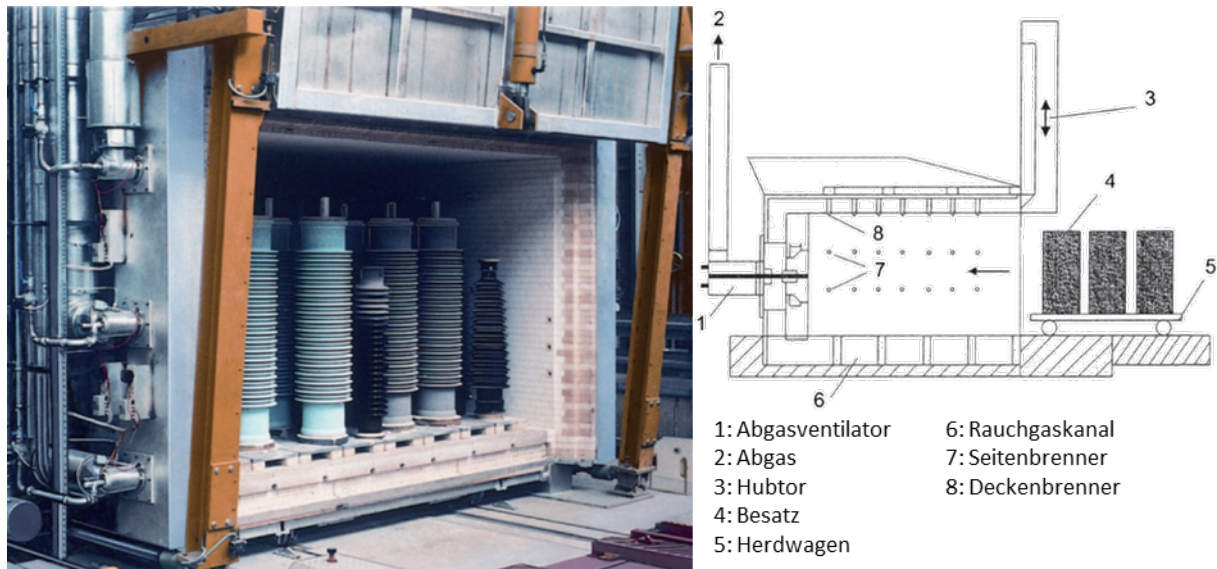 2
3
4
8
7
5
1
6
1: Abgasventilator
2: Abgas
3: Hubtor
4: Besatz
5: Herdwagen
6: Rauchgaskanal
7: Seitenbrenner
8: Deckenbrenner